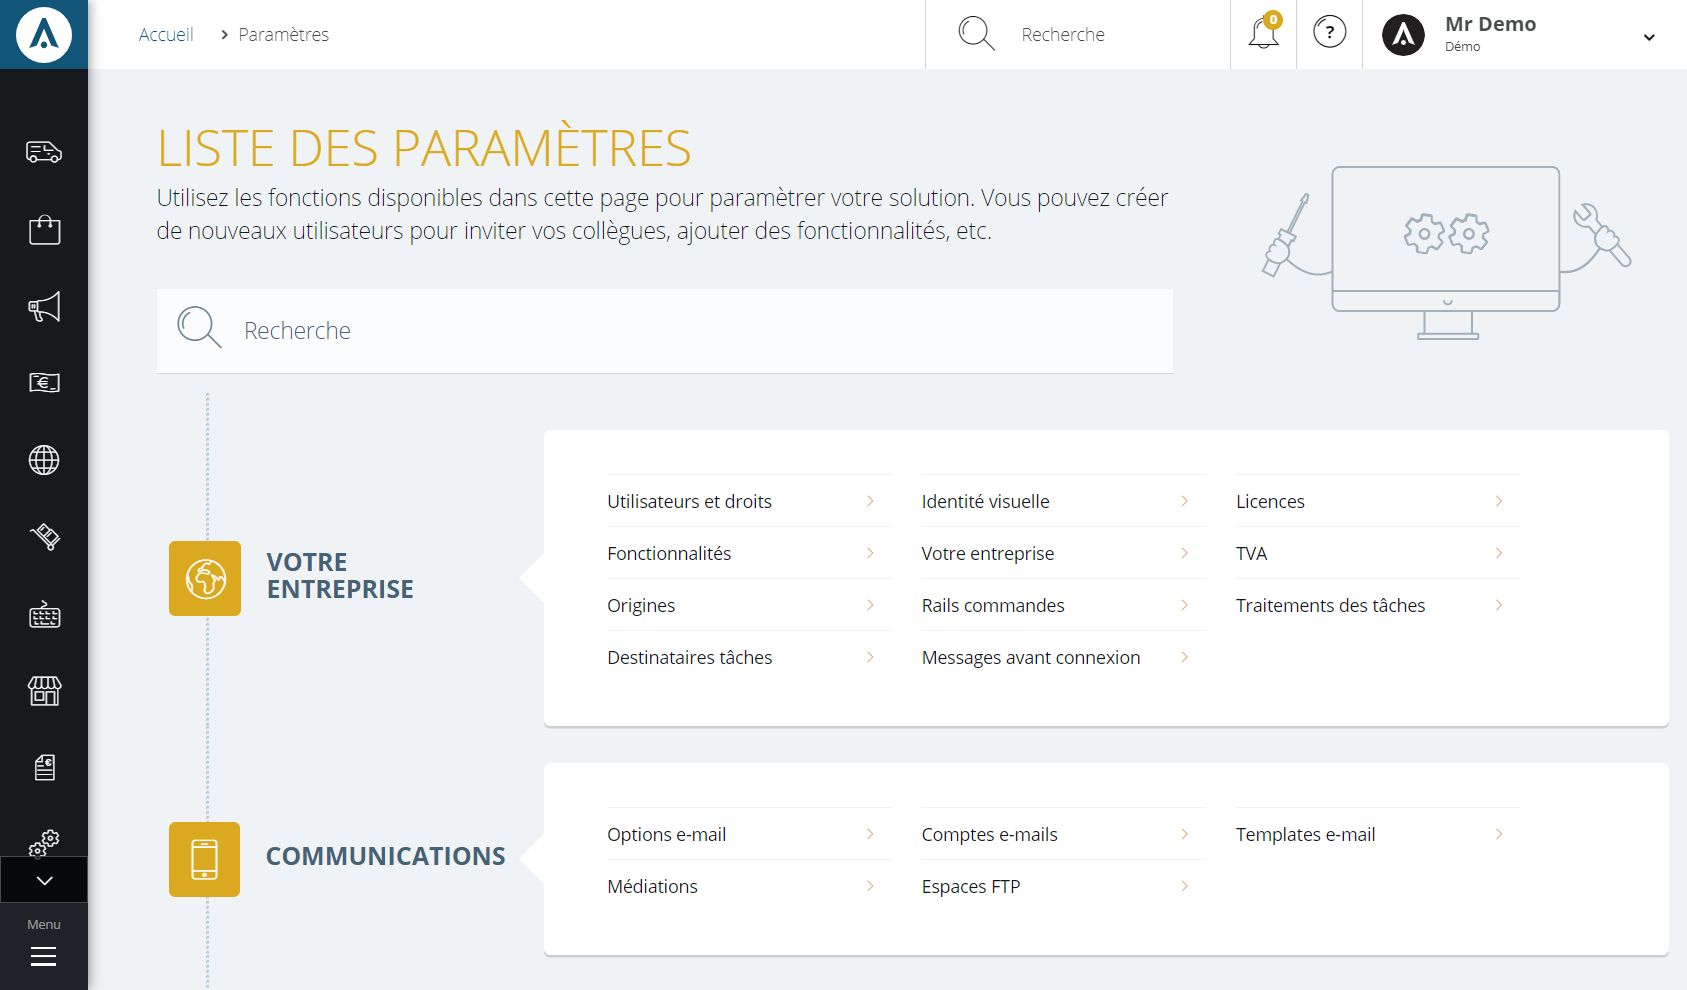 Accueil
Paramètres
Recherche
0
?
Mr Demo
Démo
LISTE DES PARAMÈTRES
Utilisez les fonctions disponibles dans cette page pour paramètrer votre solution. Vous pouvez créer
de nouveaux utilisateurs pour inviter vos collègues, ajouter des fonctionnalités, etc.
Recherche
VOTRE
ENTREPRISE
Utilisateurs et droits
Identité visuelle
Licences
Fonctionnalités
Votre entreprise
TVA
Origines
Rails commandes
Traitements des tâches
Destinataires tâches
Messages avant connexion
COMMUNICATIONS
Options e-mail
Comptes e-mails
Templates e-mail
Médiations
Espaces FTP
Menu